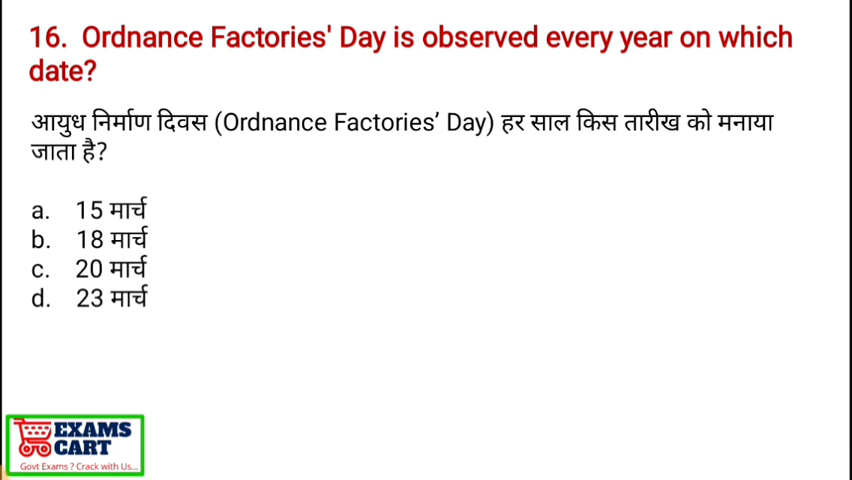 16. Ordnance Factories' Day is observed every year on which
date?
आयुध निर्माण दिवस (Ordnance Factories’ Day) हर साल किस तारीख को मनाया
जाता है?
a. 15 मार्च
b. 18 मार्च
c. 20 मार्च
d. 23 मार्च
EXAMS
CART
Govt Exams ? Crack with Us...